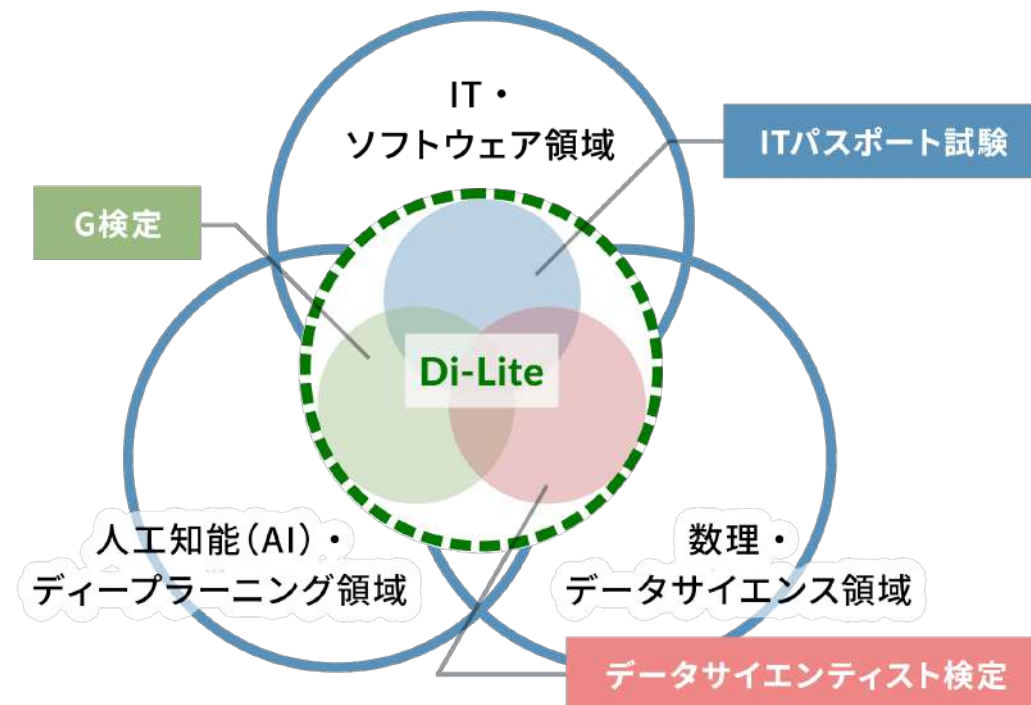 IT・
ソフトウェア領域
ITパスポート試験
G検定
Di-Lite
人工知能(AI)・
ディープラーニング領域
数理・
データサイエンス領域
データサイエンティスト検定